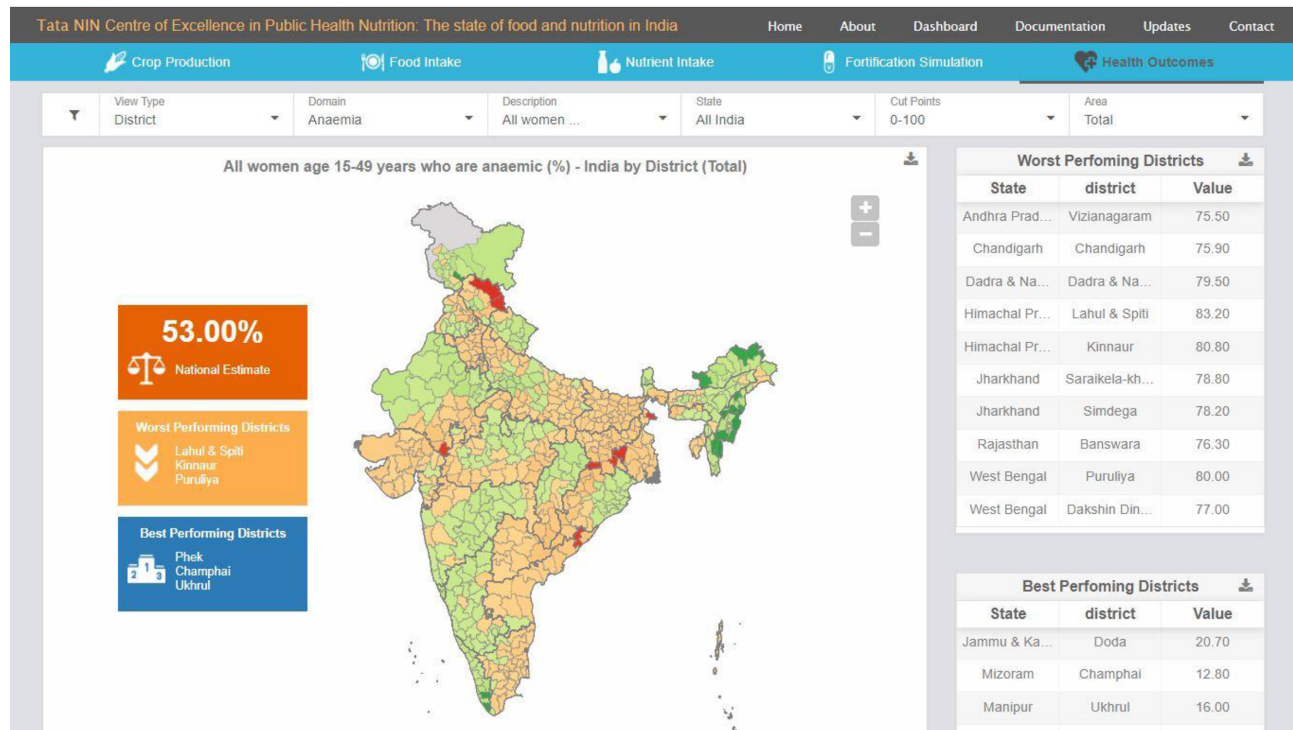 Tata NIN Centre of Excellence in Public Health Nutrition: The state of food and nutrition in India
Home About Dashboard Documentation Updates Contact
Crop Production Food Intake Nutrient Intake Fortification Simulation Health Outcomes
View Type Domain Description State Cut Points Area
District Anaemia All women ... All India 0-100 Total
All women age 15-49 years who are anaemic (%) - India by District (Total)
+
−
53.00%
National Estimate
Worst Performing Districts
Lahul & Spiti
Kinnaur
Puruliya
Best Performing Districts
1
2 3
Phek
Champhai
Ukhrul
Worst Perfoming Districts
State district Value
Andhra Prad... Vizianagaram 75.50
Chandigarh Chandigarh 75.90
Dadra & Na... Dadra & Na... 79.50
Himachal Pr... Lahul & Spiti 83.20
Himachal Pr... Kinnaur 80.80
Jharkhand Saraikela-kh... 78.80
Jharkhand Simdega 78.20
Rajasthan Banswara 76.30
West Bengal Puruliya 80.00
West Bengal Dakshin Din... 77.00
Best Perfoming Districts
State district Value
Jammu & Ka... Doda 20.70
Mizoram Champhai 12.80
Manipur Ukhrul 16.00